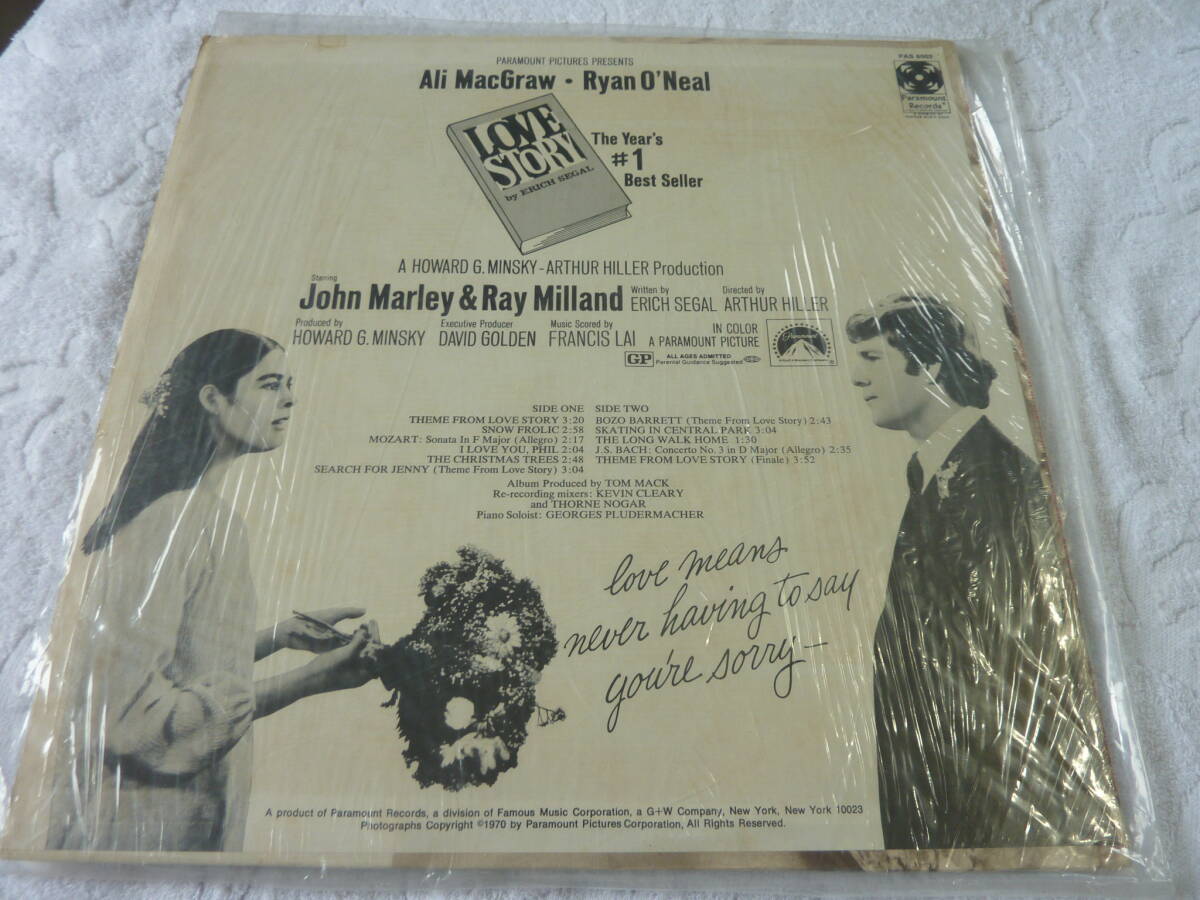 PARAMOUNT PICTURES PRESENTS
Ali MacGraw • Ryan O'Neal
PAS 6002
Paramount
Records
LOVE
STORY
by ERICH SEGAL
The Year's
#1
Best Seller
A HOWARD G. MINSKY-ARTHUR HILLER Production
Starring
John Marley & Ray Milland
Written by
ERICH SEGAL
Directed by
ARTHUR HILLER
Produced by
HOWARD G. MINSKY
Executive Producer
DAVID GOLDEN
Music Scored by
FRANCIS LAI
IN COLOR
A PARAMOUNT PICTURE
Paramount
GP
ALL AGES ADMITTED
Parental Guidance Suggested
SIDE ONE
THEME FROM LOVE STORY 3:20
SNOW FROLIC 2:58
MOZART: Sonata In F Major (Allegro) 2:17
I LOVE YOU, PHIL 2:04
THE CHRISTMAS TREES 2:48
SEARCH FOR JENNY (Theme From Love Story) 3:04
SIDE TWO
BOZO BARRETT (Theme From Love Story) 2:43
SKATING IN CENTRAL PARK 3:04
THE LONG WALK HOME 1:30
J.S. BACH: Concerto No. 3 in D Major (Allegro) 2:35
THEME FROM LOVE STORY (Finale) 3:52
Album Produced by TOM MACK
Re-recording mixers: KEVIN CLEARY
and THORNE NOGAR
Piano Soloist: GEORGES PLUDERMACHER
love means
never having to say
you're sorry—
A product of Paramount Records, a division of Famous Music Corporation, a G+W Company, New York, New York 10023
Photographs Copyright ©1970 by Paramount Pictures Corporation, All Rights Reserved.